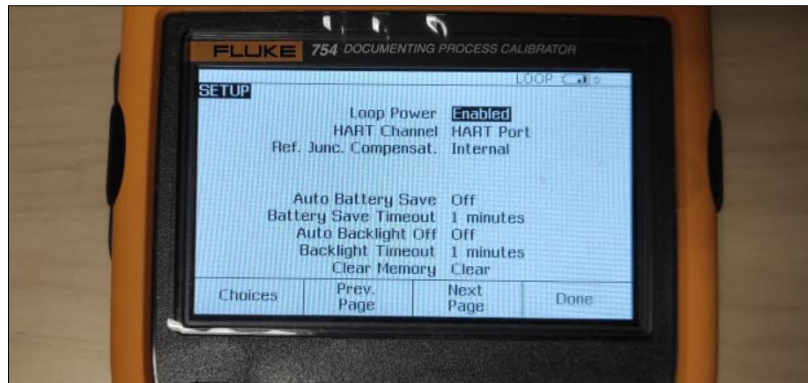 FLUKE 754 DOCUMENTING PROCESS CALIBRATOR
LOOP
SETUP
Loop Power Enabled
HART Channel HART Port
Ref. Junc. Compensat. Internal
Auto Battery Save Off
Battery Save Timeout 1 minutes
Auto Backlight Off Off
Backlight Timeout 1 minutes
Clear Memory Clear
Choices Prev. Page Next Page Done